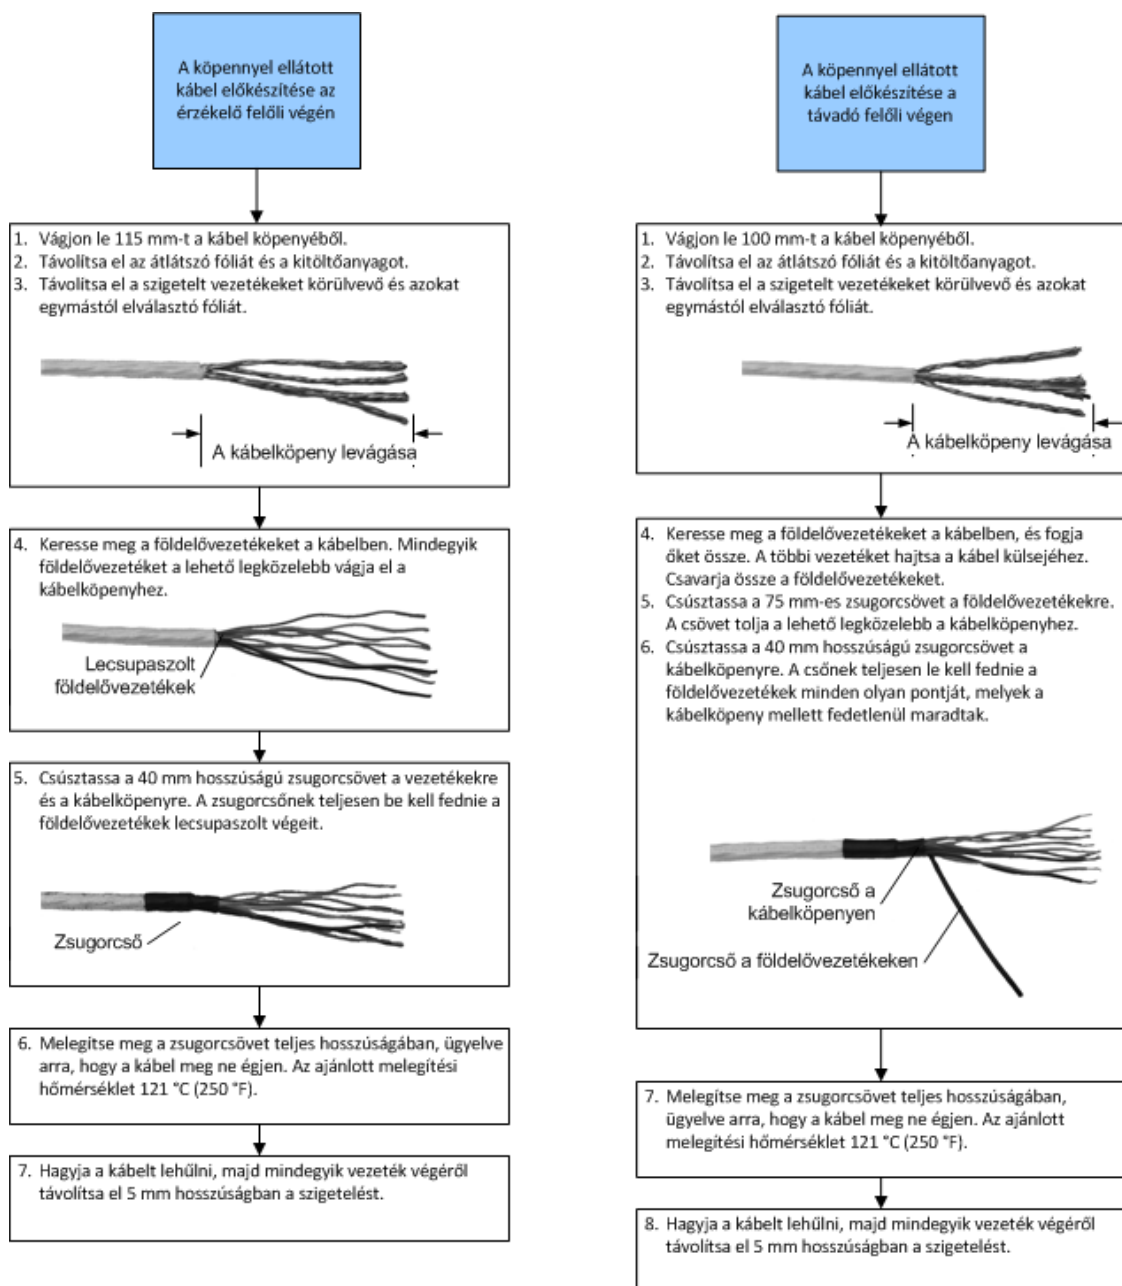 A köpennyel ellátott
kábel előkészítése az
érzékelő felőli végén
1. Vágjon le 115 mm-t a kábel köpenyéből.
2. Távolítsa el az átlátszó fóliát és a kitöltőanyagot.
3. Távolítsa el a szigetelt vezetékeket körülvevő és azokat
egymástól elválasztó fóliát.
A kábelköpeny levágása
4. Keresse meg a földelővezetékeket a kábelben. Mindegyik
földelővezetéket a lehető legközelebb vágja el a
kábelköpenyhez.
Lecsupaszolt
földelővezetékek
5. Csúsztassa a 40 mm hosszúságú zsugorcsövet a vezetékekre
és a kábelköpenyre. A zsugorcsőnek teljesen be kell fednie a
földelővezetékek lecsupaszolt végeit.
Zsugorcső
6. Melegítse meg a zsugorcsövet teljes hosszúságában, ügyelve
arra, hogy a kábel meg ne égjen. Az ajánlott melegítési
hőmérséklet 121 °C (250 °F).
7. Hagyja a kábelt lehűlni, majd mindegyik vezeték végéről
távolítsa el 5 mm hosszúságban a szigetelést.
A köpennyel ellátott
kábel előkészítése a
távadó felőli végen
1. Vágjon le 100 mm-t a kábel köpenyéből.
2. Távolítsa el az átlátszó fóliát és a kitöltőanyagot.
3. Távolítsa el a szigetelt vezetékeket körülvevő és azokat
egymástól elválasztó fóliát.
A kábelköpeny levágása
4. Keresse meg a földelővezetékeket a kábelben, és fogja
őket össze. A többi vezetéket hajtsa a kábel külsejéhez.
Csavarja össze a földelővezetékeket.
5. Csúsztassa a 75 mm-es zsugorcsövet a földelővezetékekre.
A csövet tolja a lehető legközelebb a kábelköpenyhez.
6. Csúsztassa a 40 mm hosszúságú zsugorcsövet a
kábelköpenyre. A csőnek teljesen le kell fednie a
földelővezetékek minden olyan pontját, melyek a
kábelköpeny mellett fedetlenül maradtak.
Zsugorcső a
kábelköpenyen
Zsugorcső a földelővezetékeken
7. Melegítse meg a zsugorcsövet teljes hosszúságában,
ügyelve arra, hogy a kábel meg ne égjen. Az ajánlott
melegítési hőmérséklet 121 °C (250 °F).
8. Hagyja a kábelt lehűlni, majd mindegyik vezeték végéről
távolítsa el 5 mm hosszúságban a szigetelést.